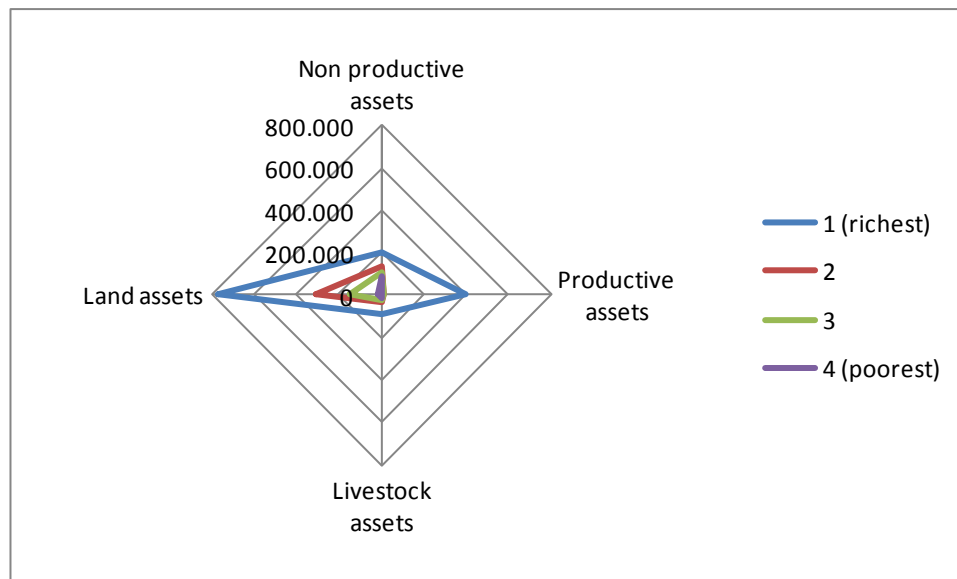 Non productive
assets
800.000
600.000
400.000
200.000
0
Land assets
Productive
assets
Livestock
assets
1 (richest)
2
3
4 (poorest)